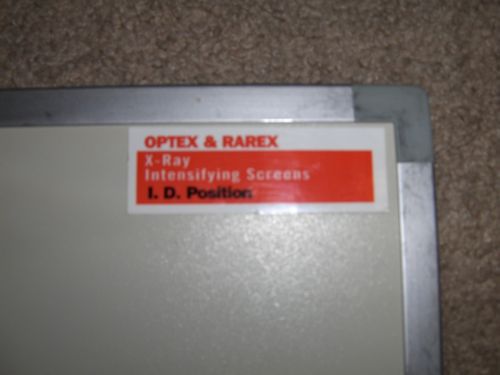 OPTEX & RAREX
X-Ray
Intensifying Screens
I. D. Position